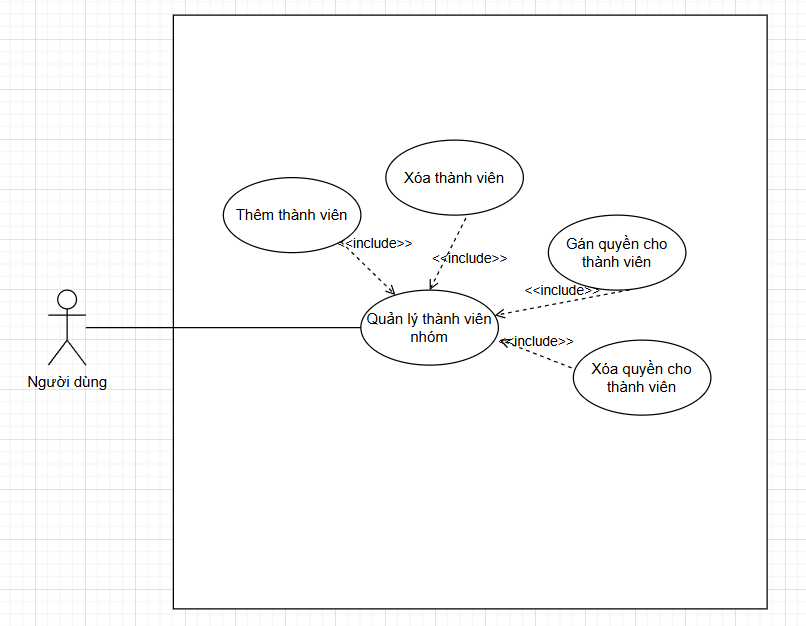 Xóa thành viên
Thêm thành viên
<<include>>
<<include>>
Gán quyền cho
thành viên
<<include>>
Quản lý thành viên
nhóm
<<include>>
Xóa quyền cho
thành viên
Người dùng